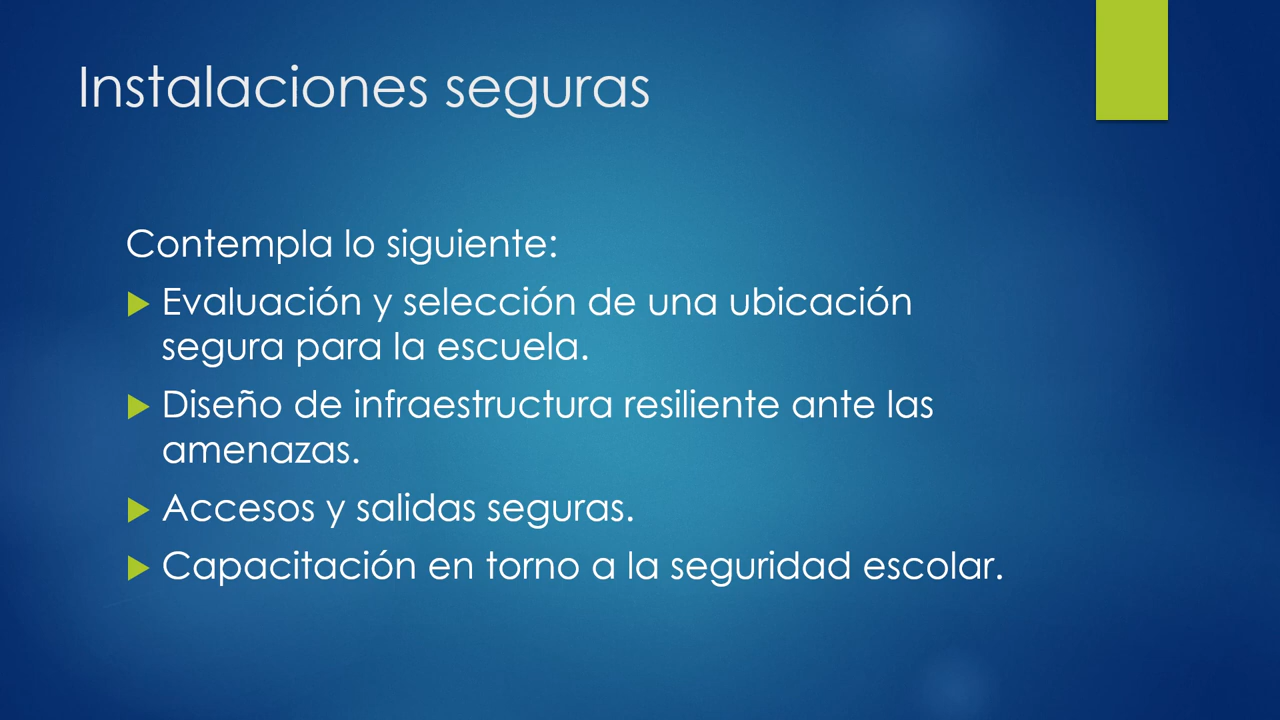 Instalaciones seguras
Contempla lo siguiente:
Evaluación y selección de una ubicación
segura para la escuela.
Diseño de infraestructura resiliente ante las
amenazas.
Accesos y salidas seguras.
Capacitación en torno a la seguridad escolar.